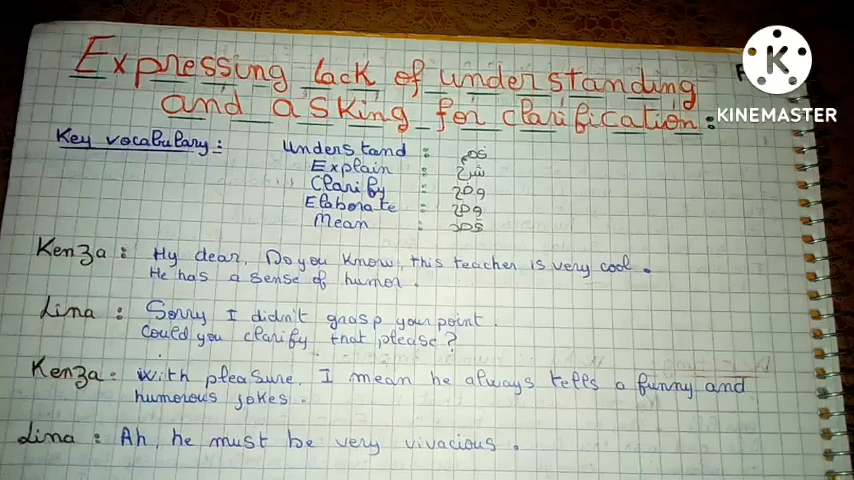 Expressing lack of understanding
and asking for clarification:
Key vocabulary:
Understand : فهم
Explain : شرح
Clarify : وضح
Elaborate : وضح
Mean :
Kenza: Hy dear. Do you know, this teacher is very cool.
He has a sense of humor.
Lina : Sorry I didn't grasp your point.
Could you clarify that please?
Kenza: with pleasure. I mean he always tells a funny and
humorous jokes.
Lina : Ah, he must be very vivacious.
K
KINEMASTER